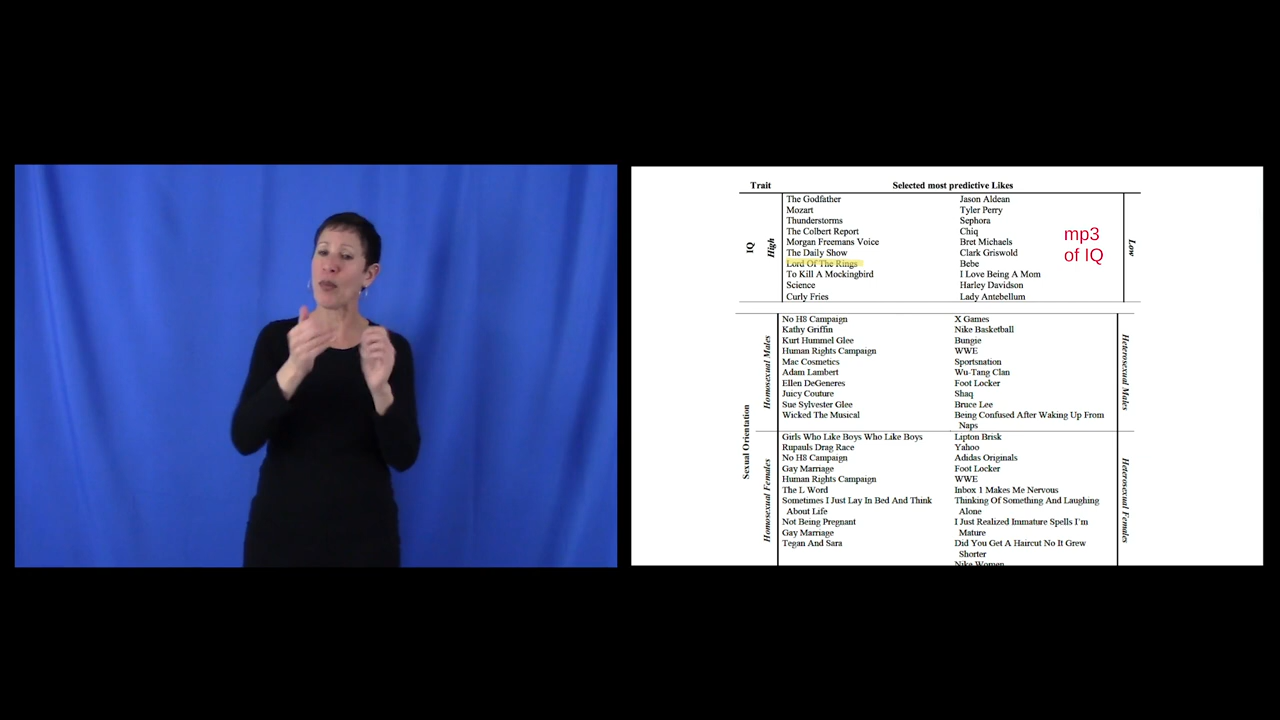 Trait Selected most predictive Likes
IQ
High
The Godfather Jason Aldean
Mozart Tyler Perry
Thunderstorms Sephora
The Colbert Report Chiq
Morgan Freemans Voice Bret Michaels
The Daily Show Clark Griswold
Lord Of The Rings Bebe
To Kill A Mockingbird I Love Being A Mom
Science Harley Davidson
Curly Fries Lady Antebellum
mp3
of IQ
Low
Sexual Orientation
Homosexual Males
No H8 Campaign X Games
Kathy Griffin Nike Basketball
Kurt Hummel Glee Bungie
Human Rights Campaign WWE
Mac Cosmetics Sportsnation
Adam Lambert Wu-Tang Clan
Ellen DeGeneres Foot Locker
Juicy Couture Shaq
Sue Sylvester Glee Bruce Lee
Wicked The Musical Being Confused After Waking Up From
Naps
Heterosexual Males
Homosexual Females
Girls Who Like Boys Who Like Boys Lipton Brisk
Rupauls Drag Race Yahoo
No H8 Campaign Adidas Originals
Gay Marriage Foot Locker
Human Rights Campaign WWE
The L Word Inbox 1 Makes Me Nervous
Sometimes I Just Lay In Bed And Think Thinking Of Something And Laughing
About Life Alone
Not Being Pregnant I Just Realized Immature Spells I'm
Gay Marriage Mature
Tegan And Sara Did You Get A Haircut No It Grew
Shorter
Nike Women
Heterosexual Females